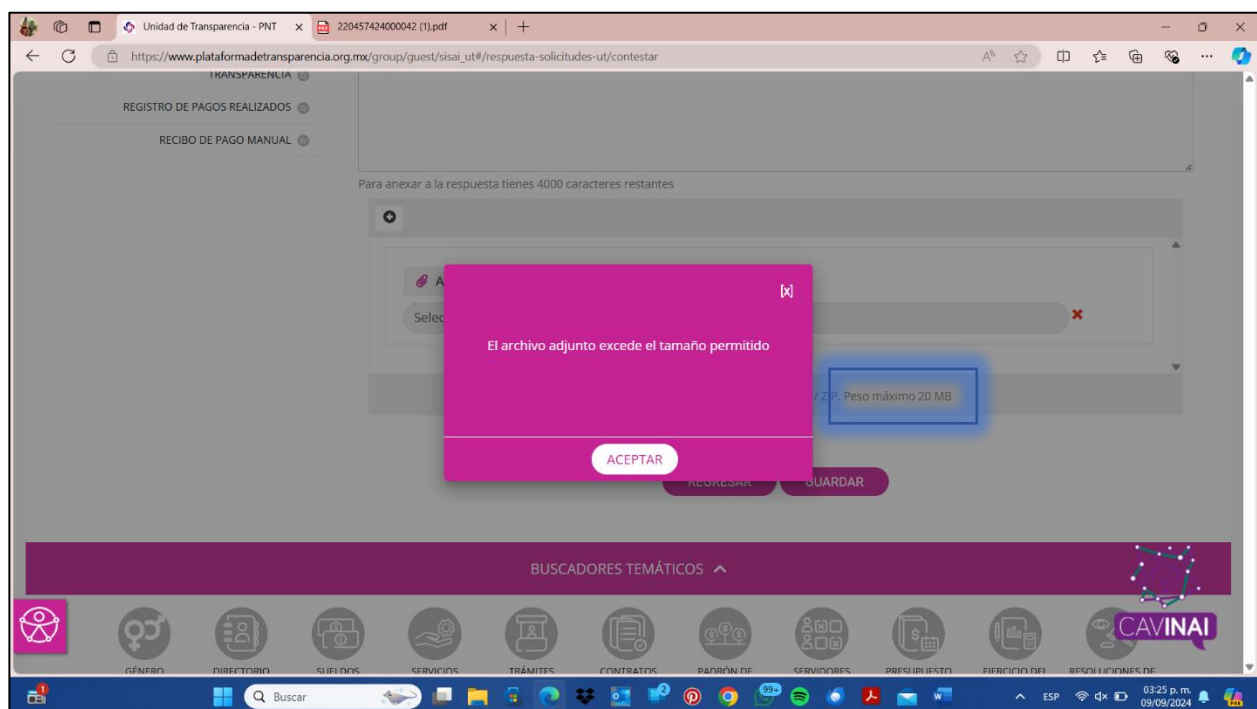 Unidad de Transparencia - PNT
220457424000042 (1).pdf
https://www.plataformadetransparencia.org.mx/group/guest/sisai_ut#/respuesta-solicitudes-ut/contestar
TRANSPARENCIA
REGISTRO DE PAGOS REALIZADOS
RECIBO DE PAGO MANUAL
Para anexar a la respuesta tienes 4000 caracteres restantes
A
Selec
[x]
El archivo adjunto excede el tamaño permitido
/ ZIP. Peso máximo 20 MB
ACEPTAR
REGRESAR
GUARDAR
BUSCADORES TEMÁTICOS
CAVINAI
GÉNERO
DIRECTORIO
SUELDOS
SERVICIOS
TRÁMITES
CONTRATOS
PADRÓN DE
SERVIDORES
PRESUPUESTO
EJERCICIO DEL
RESOLUCIONES DE
Buscar
99+
ESP
03:25 p. m.
09/09/2024